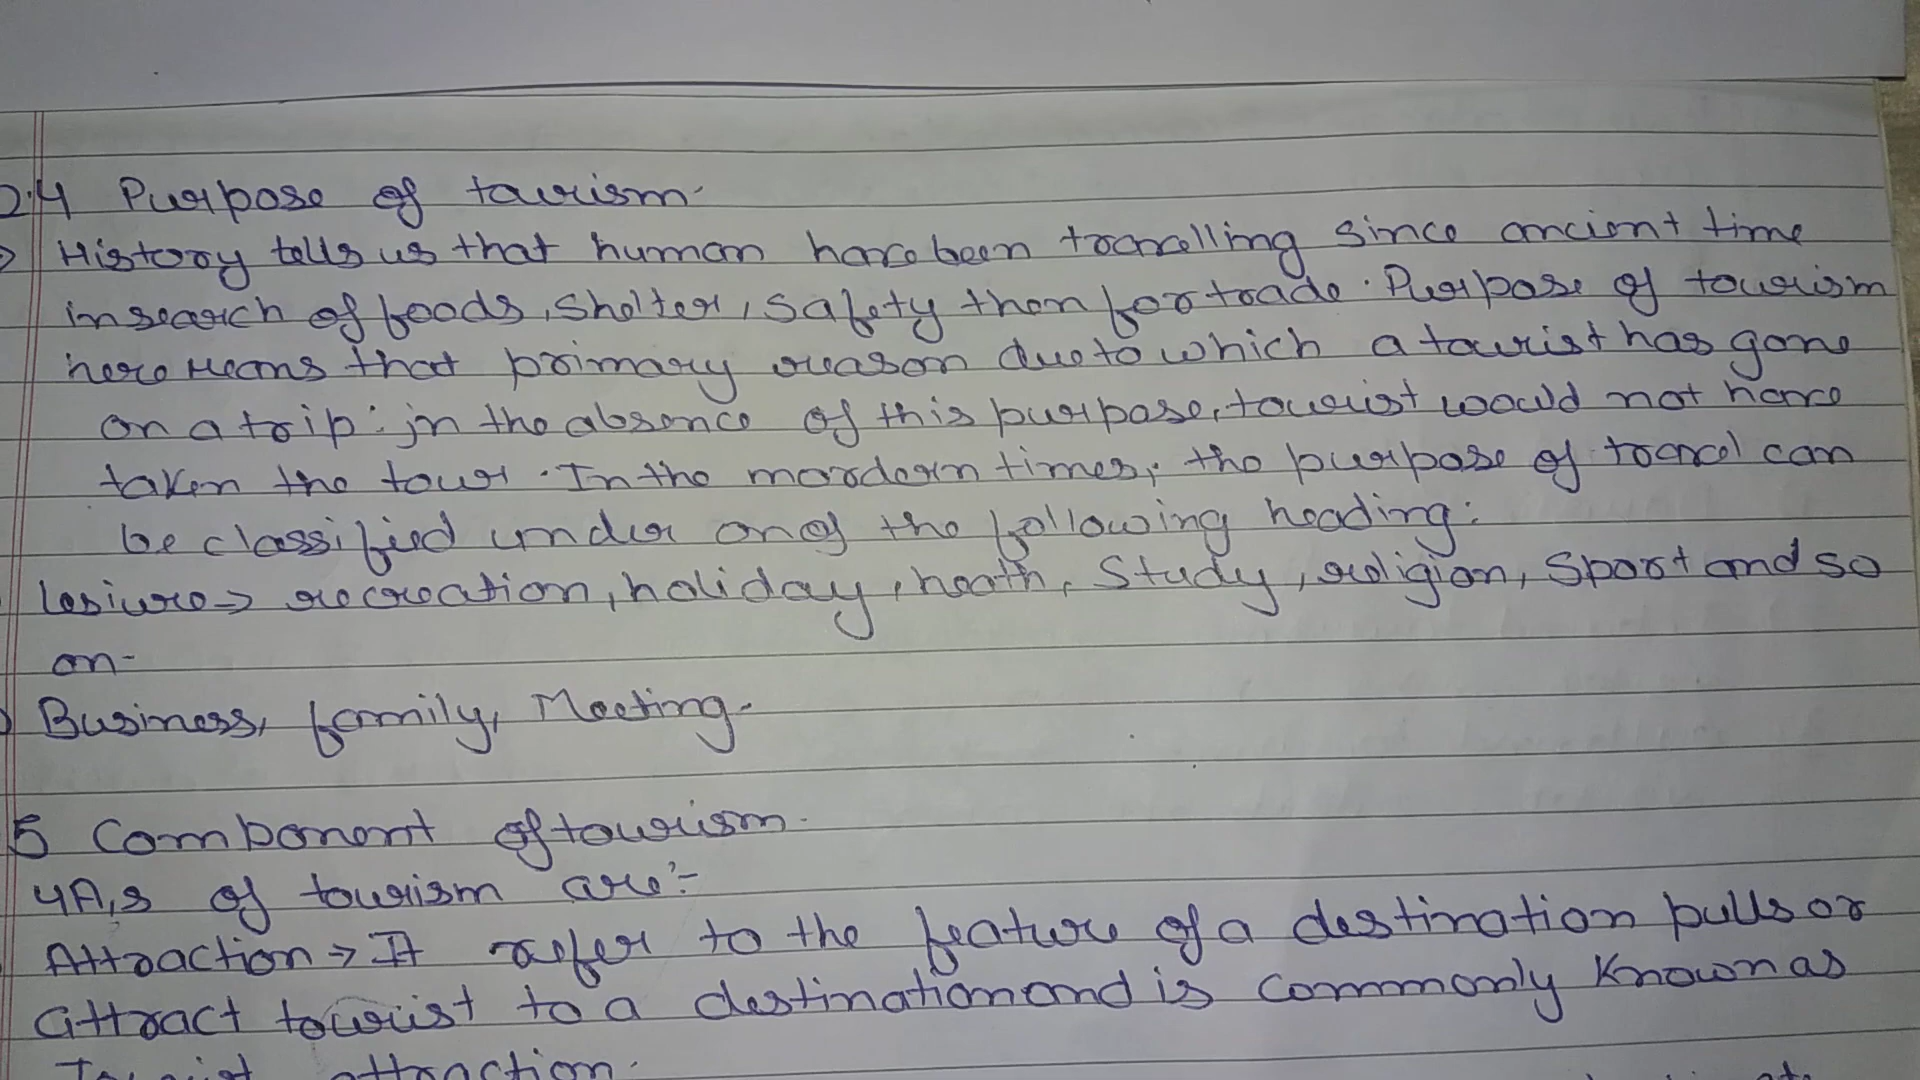 2.4 Purpose of tourism.
History tells us that human have been travelling since ancient time
in search of foods, shelter, safety then for trade. Purpose of tourism
here means that primary reason due to which a tourist has gone
on a trip. in the absence of this purpose, tourist would not have
taken the tour. In the mordern times, the purpose of travel can
be classified under on of the following heading:
Lesiure → recreation, holiday, heath, Study, religion, Sport and so
on-
Business, family, Meeting.
5 Component of tourism.
4A,s of tourism are:-
Attraction → It refer to the feature of a destination pulls or
attract tourist to a destination and is commonly known as
Tourist attraction.